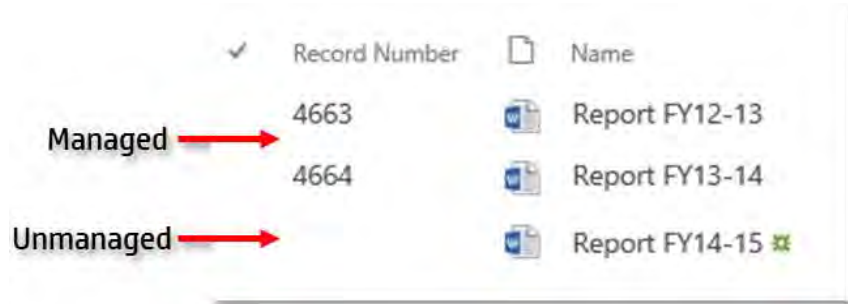 Record Number Name
4663 Report FY12-13
Managed
4664 Report FY13-14
Unmanaged Report FY14-15